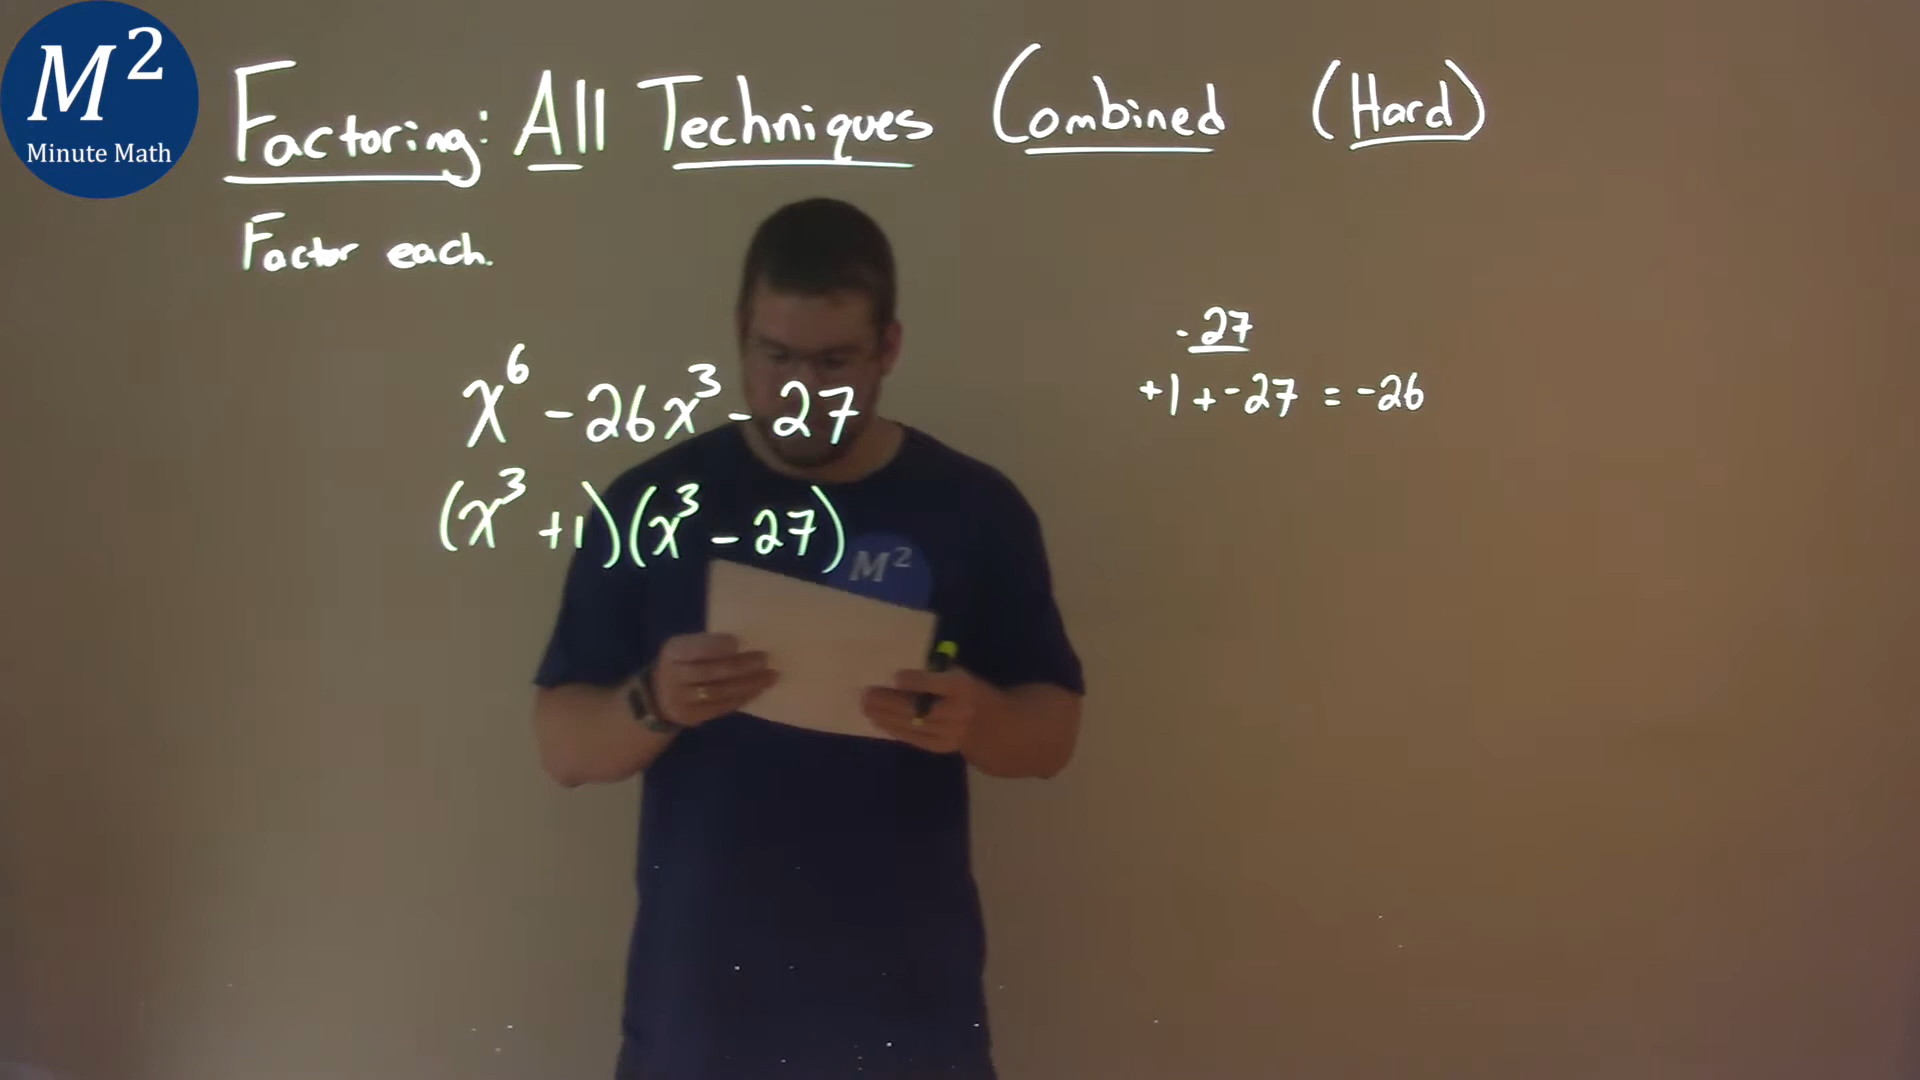 M²
Minute Math
Factoring: All Techniques Combined (Hard)
Factor each.
x⁶ - 26x³ - 27
(x³ + 1)(x³ - 27)
-27
+1 + -27 = -26
M²